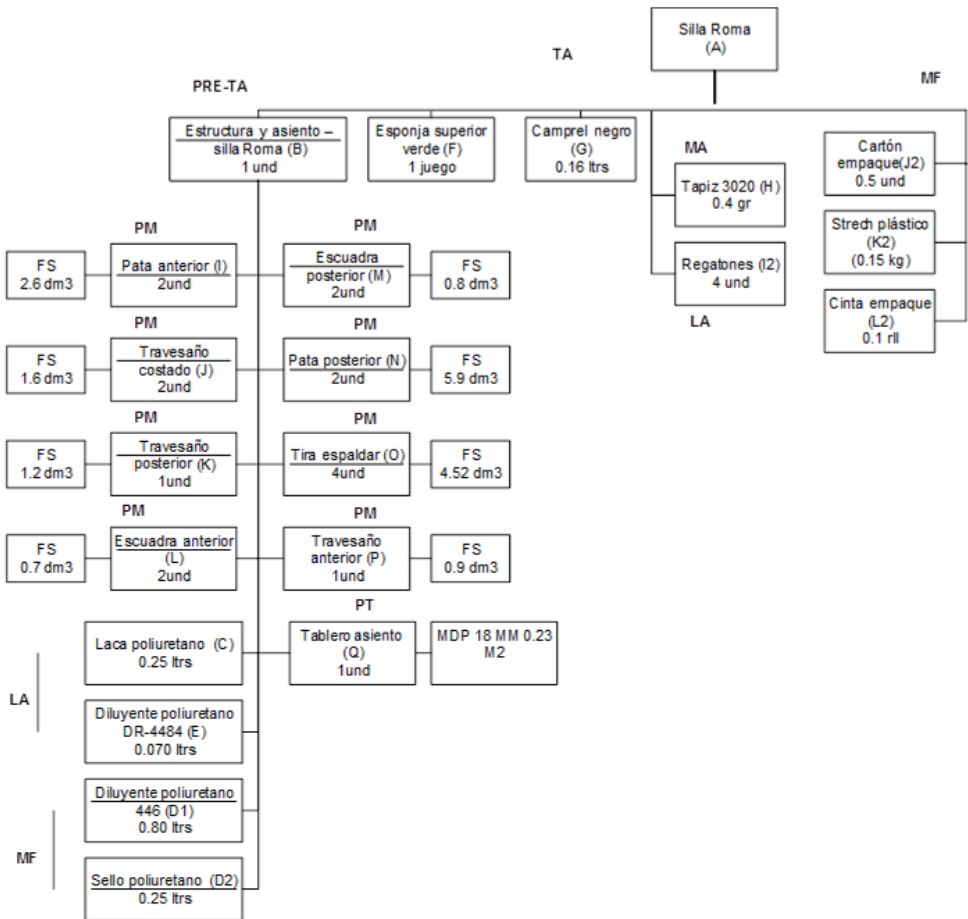 Silla Roma
(A)
TA
MF
PRE-TA
Estructura y asiento –
silla Roma (B)
1 und
Esponja superior
verde (F)
1 juego
Camprel negro
(G)
0.16 ltrs
MA
Tapiz 3020 (H)
0.4 gr
Regatones (I2)
4 und
LA
Cartón
empaque(J2)
0.5 und
Strech plástico
(K2)
(0.15 kg)
Cinta empaque
(L2)
0.1 rll
PM
PM
FS
2.6 dm3
Pata anterior (I)
2und
Escuadra
posterior (M)
2und
FS
0.8 dm3
PM
PM
FS
1.6 dm3
Travesaño
costado (J)
2und
Pata posterior (N)
2und
FS
5.9 dm3
PM
PM
FS
1.2 dm3
Travesaño
posterior (K)
1und
Tira espaldar (O)
4und
FS
4.52 dm3
PM
PM
FS
0.7 dm3
Escuadra anterior
(L)
2und
Travesaño
anterior (P)
1und
FS
0.9 dm3
PT
Laca poliuretano (C)
0.25 ltrs
Tablero asiento
(Q)
1und
MDP 18 MM 0.23
M2
LA
Diluyente poliuretano
DR-4484 (E)
0.070 ltrs
Diluyente poliuretano
446 (D1)
0.80 ltrs
MF
Sello poliuretano (D2)
0.25 ltrs